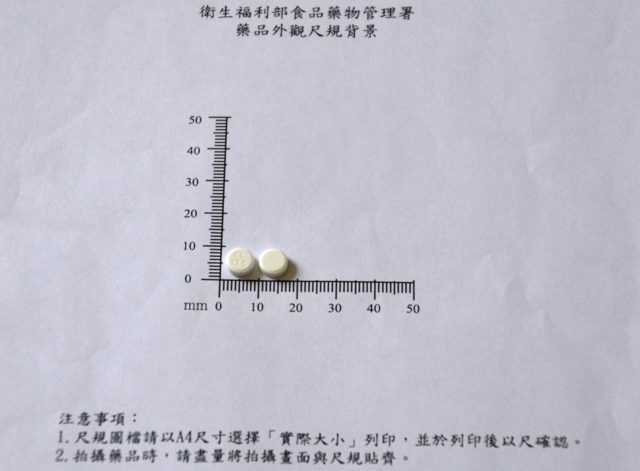 衛生福利部食品藥物管理署
藥品外觀尺規背景
50
40
30
20
10
0
mm 0 10 20 30 40 50
注意事項：
1. 尺規圖檔請以A4尺寸選擇「實際大小」列印，並於列印後以尺確認。
2. 拍攝藥品時，請盡量將拍攝畫面與尺規貼齊。